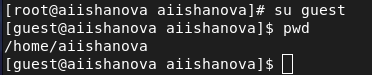 [root@aiishanova aiishanova]# su guest
[guest@aiishanova aiishanova]$ pwd
/home/aiishanova
[guest@aiishanova aiishanova]$